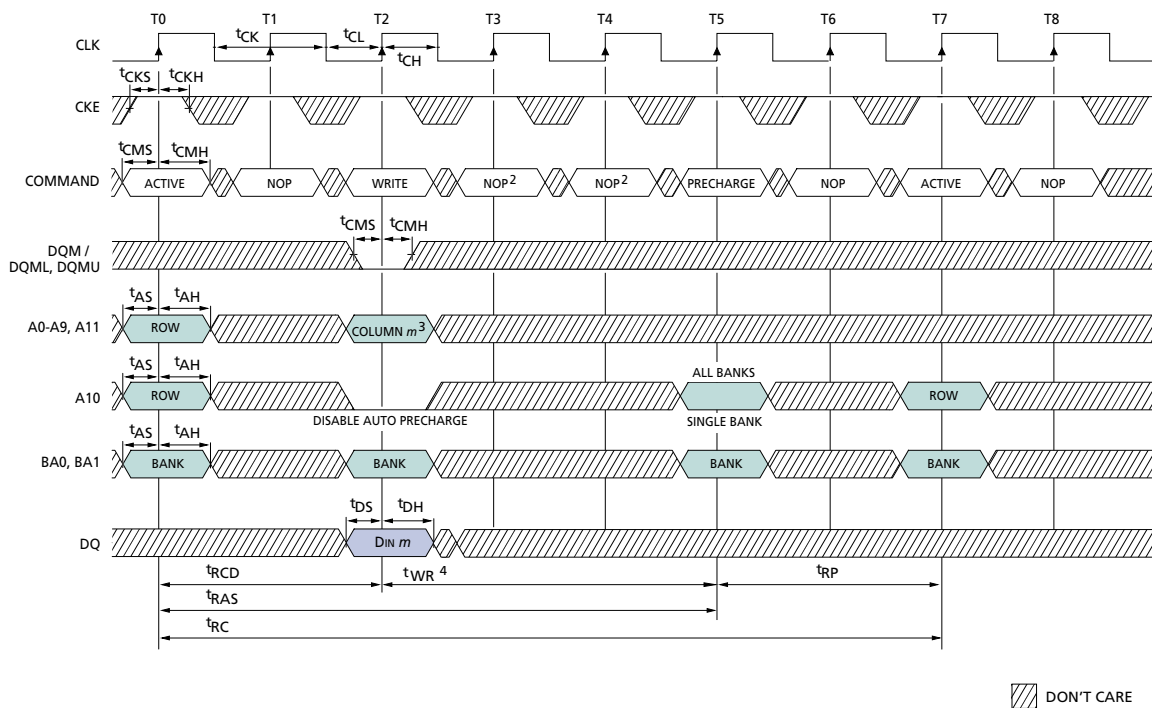 T0 T1 T2 T3 T4 T5 T6 T7 T8
CLK
tCK tCL
tCH
tCKS tCKH
CKE
tCMS tCMH
COMMAND ACTIVE NOP WRITE NOP2 NOP2 PRECHARGE NOP ACTIVE NOP
tCMS tCMH
DQM /
DQML, DQMU
tAS tAH
A0-A9, A11 ROW COLUMN m3
tAS tAH ALL BANKS
A10 ROW ROW
DISABLE AUTO PRECHARGE SINGLE BANK
tAS tAH
BA0, BA1 BANK BANK BANK BANK
tDS tDH
DQ DIN m
tRCD tWR 4 tRP
tRAS
tRC
DON'T CARE